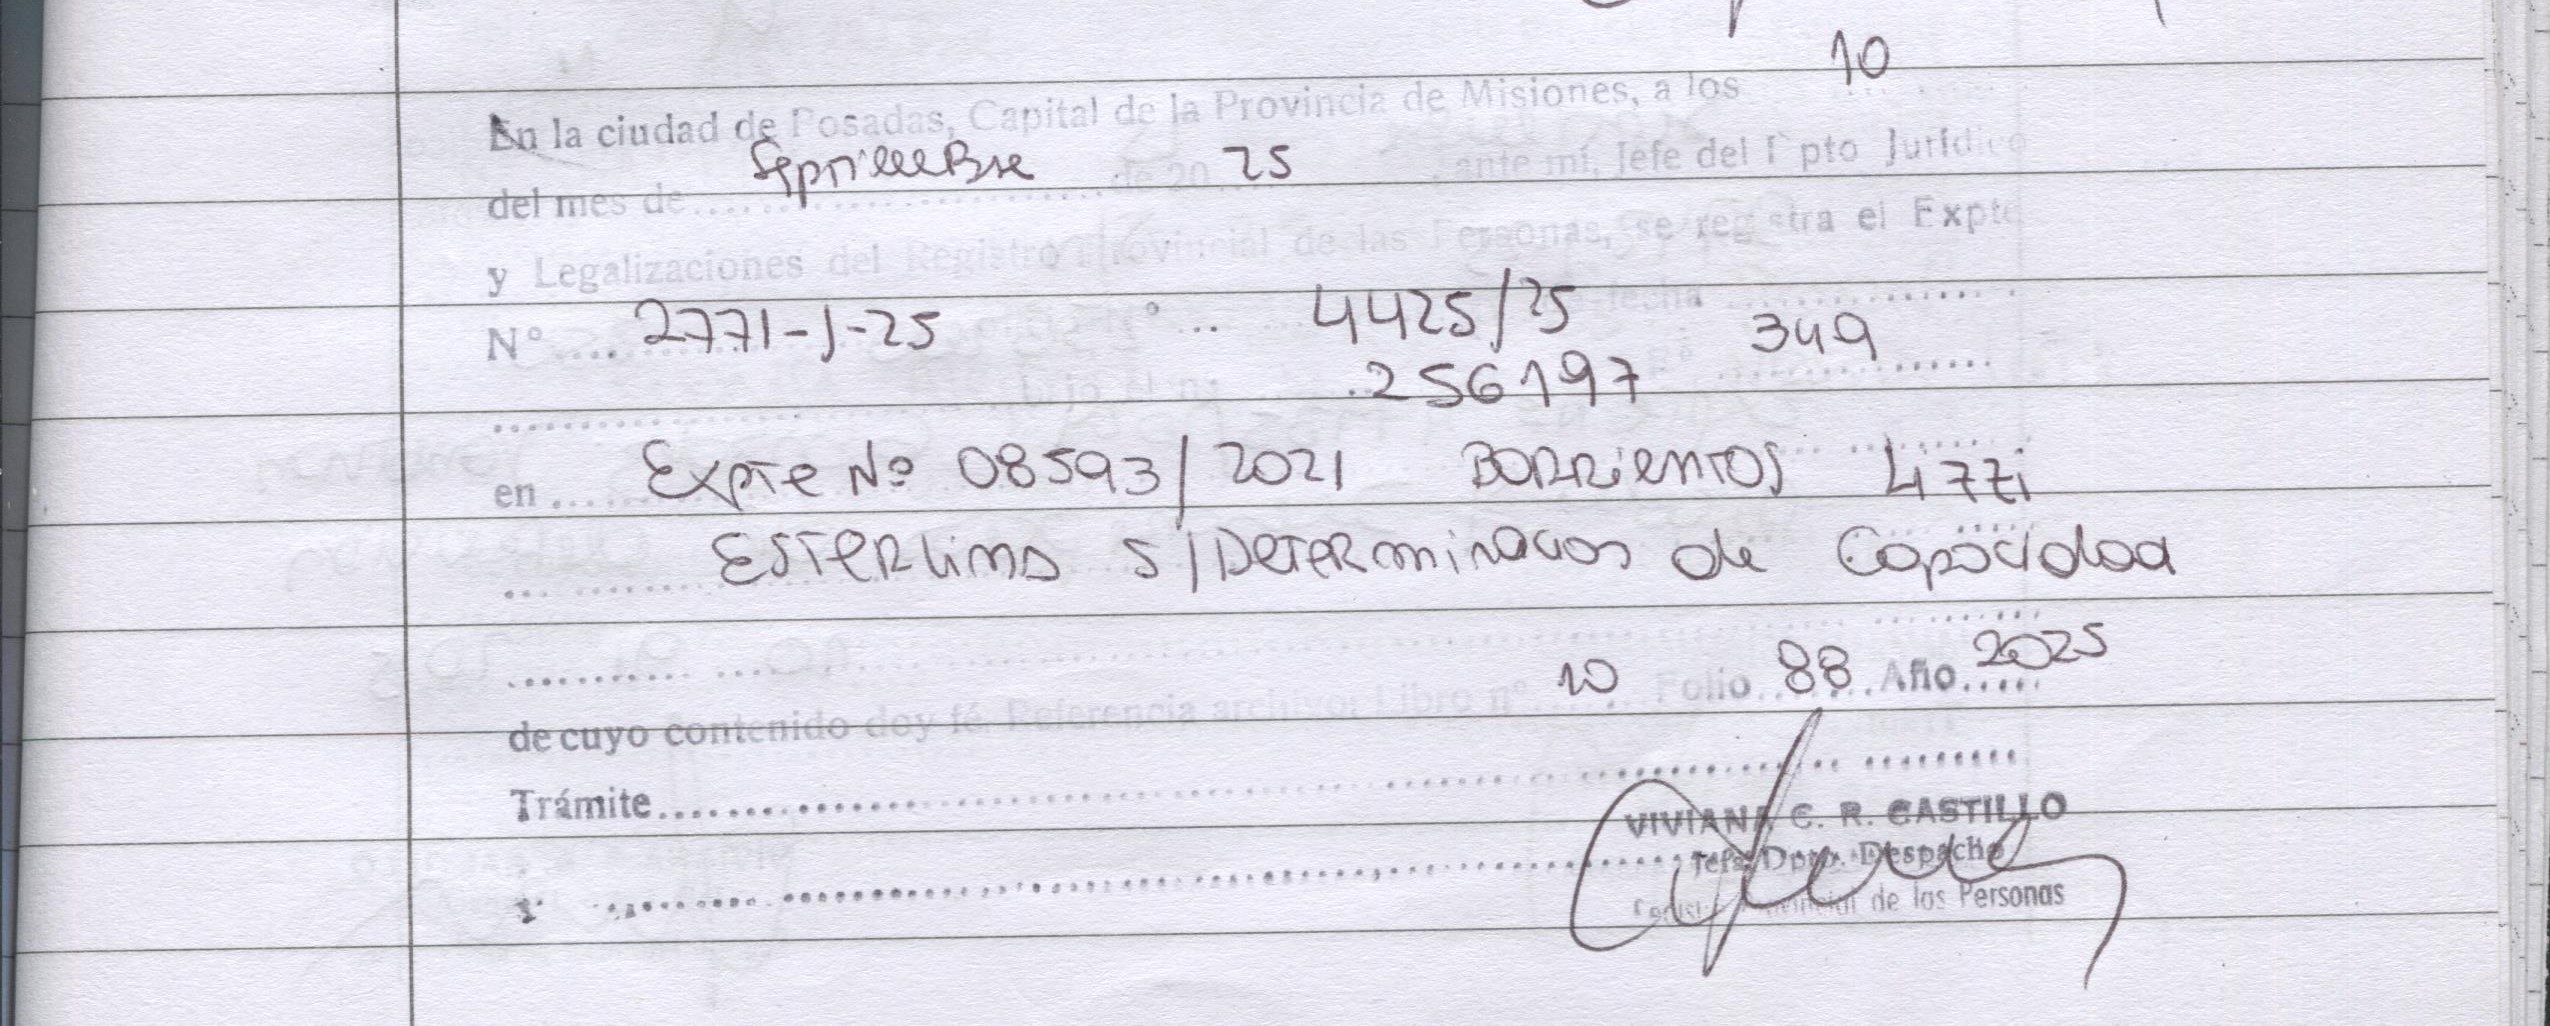 10
En la ciudad de Posadas, Capital de la Provincia de Misiones, a los
Septiembre 25
del mes de .......... de 20 .......... , ante mí, Jefe del Dpto Jurídico
y Legalizaciones del Registro Provincial de las Personas, se registra el Expte
N° .... 2771-J-25 N° ... 4425/25 fecha ..........
349
.256197
Expte Nº 08593/2021 BARRIENTOS
en ....
ESTERLINA S/Determinacion de Capacidad
10 88 2025
de cuyo contenido doy fé. Referencia archivo: Libro nº ........ Folio ........ Año .....
Trámite ..........
VIVIANA C. R. CASTILLO
Jefa Dpto. Despacho
Registro Provincial de las Personas